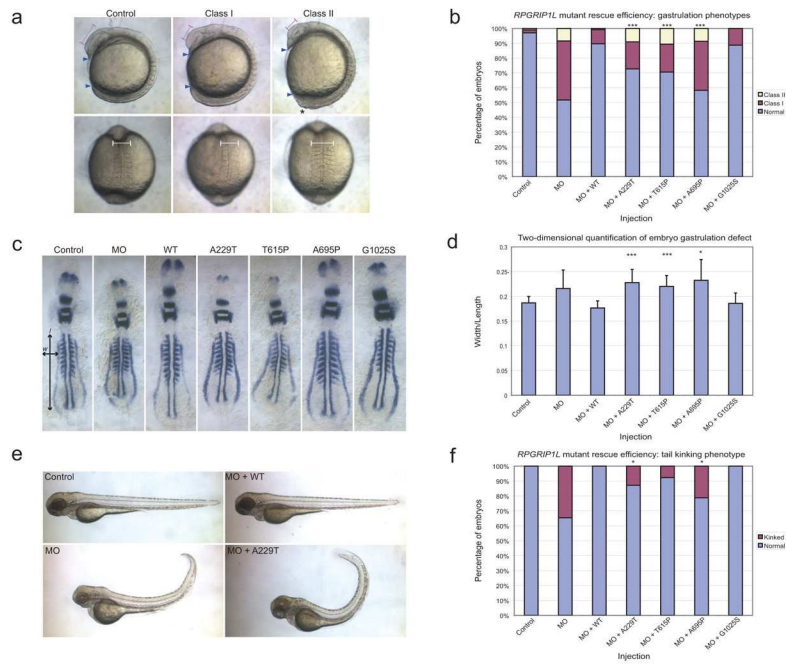 a
Control Class I Class II
*
b
RPGRIP1L mutant rescue efficiency: gastrulation phenotypes
*** *** ***
100%
90%
80%
70%
60%
50%
40%
30%
20%
10%
0%
Percentage of embryos
Class II
Class I
Normal
Control MO MO + WT MO + A229T MO + T615P MO + A695P MO + G1025S
Injection
c
Control MO WT A229T T615P A695P G1025S
l
w
d
Two-dimensional quantification of embryo gastrulation defect
*** *** *
0.3
0.25
0.2
0.15
0.1
0.05
0
Width/Length
Control MO MO + WT MO + A229T MO + T615P MO + A695P MO + G1025S
Injection
e
Control MO + WT
MO MO + A229T
f
RPGRIP1L mutant rescue efficiency: tail kinking phenotype
* *
100%
90%
80%
70%
60%
50%
40%
30%
20%
10%
0%
Percentage of embryos
Kinked
Normal
Control MO MO + WT MO + A229T MO + T615P MO + A695P MO + G1025S
Injection